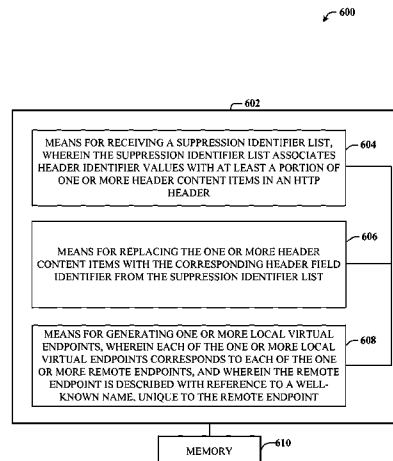 600
602
MEANS FOR RECEIVING A SUPPRESSION IDENTIFIER LIST,
WHEREIN THE SUPPRESSION IDENTIFIER LIST ASSOCIATES
HEADER IDENTIFIER VALUES WITH AT LEAST A PORTION OF
ONE OR MORE HEADER CONTENT ITEMS IN AN HTTP
HEADER
604
MEANS FOR REPLACING THE ONE OR MORE HEADER
CONTENT ITEMS WITH THE CORRESPONDING HEADER FIELD
IDENTIFIER FROM THE SUPPRESSION IDENTIFIER LIST
606
MEANS FOR GENERATING ONE OR MORE LOCAL VIRTUAL
ENDPOINTS, WHEREIN EACH OF THE ONE OR MORE LOCAL
VIRTUAL ENDPOINTS CORRESPONDS TO EACH OF THE ONE
OR MORE REMOTE ENDPOINTS, AND WHEREIN THE REMOTE
ENDPOINT IS DESCRIBED WITH REFERENCE TO A WELL-
KNOWN NAME, UNIQUE TO THE REMOTE ENDPOINT
608
MEMORY
610